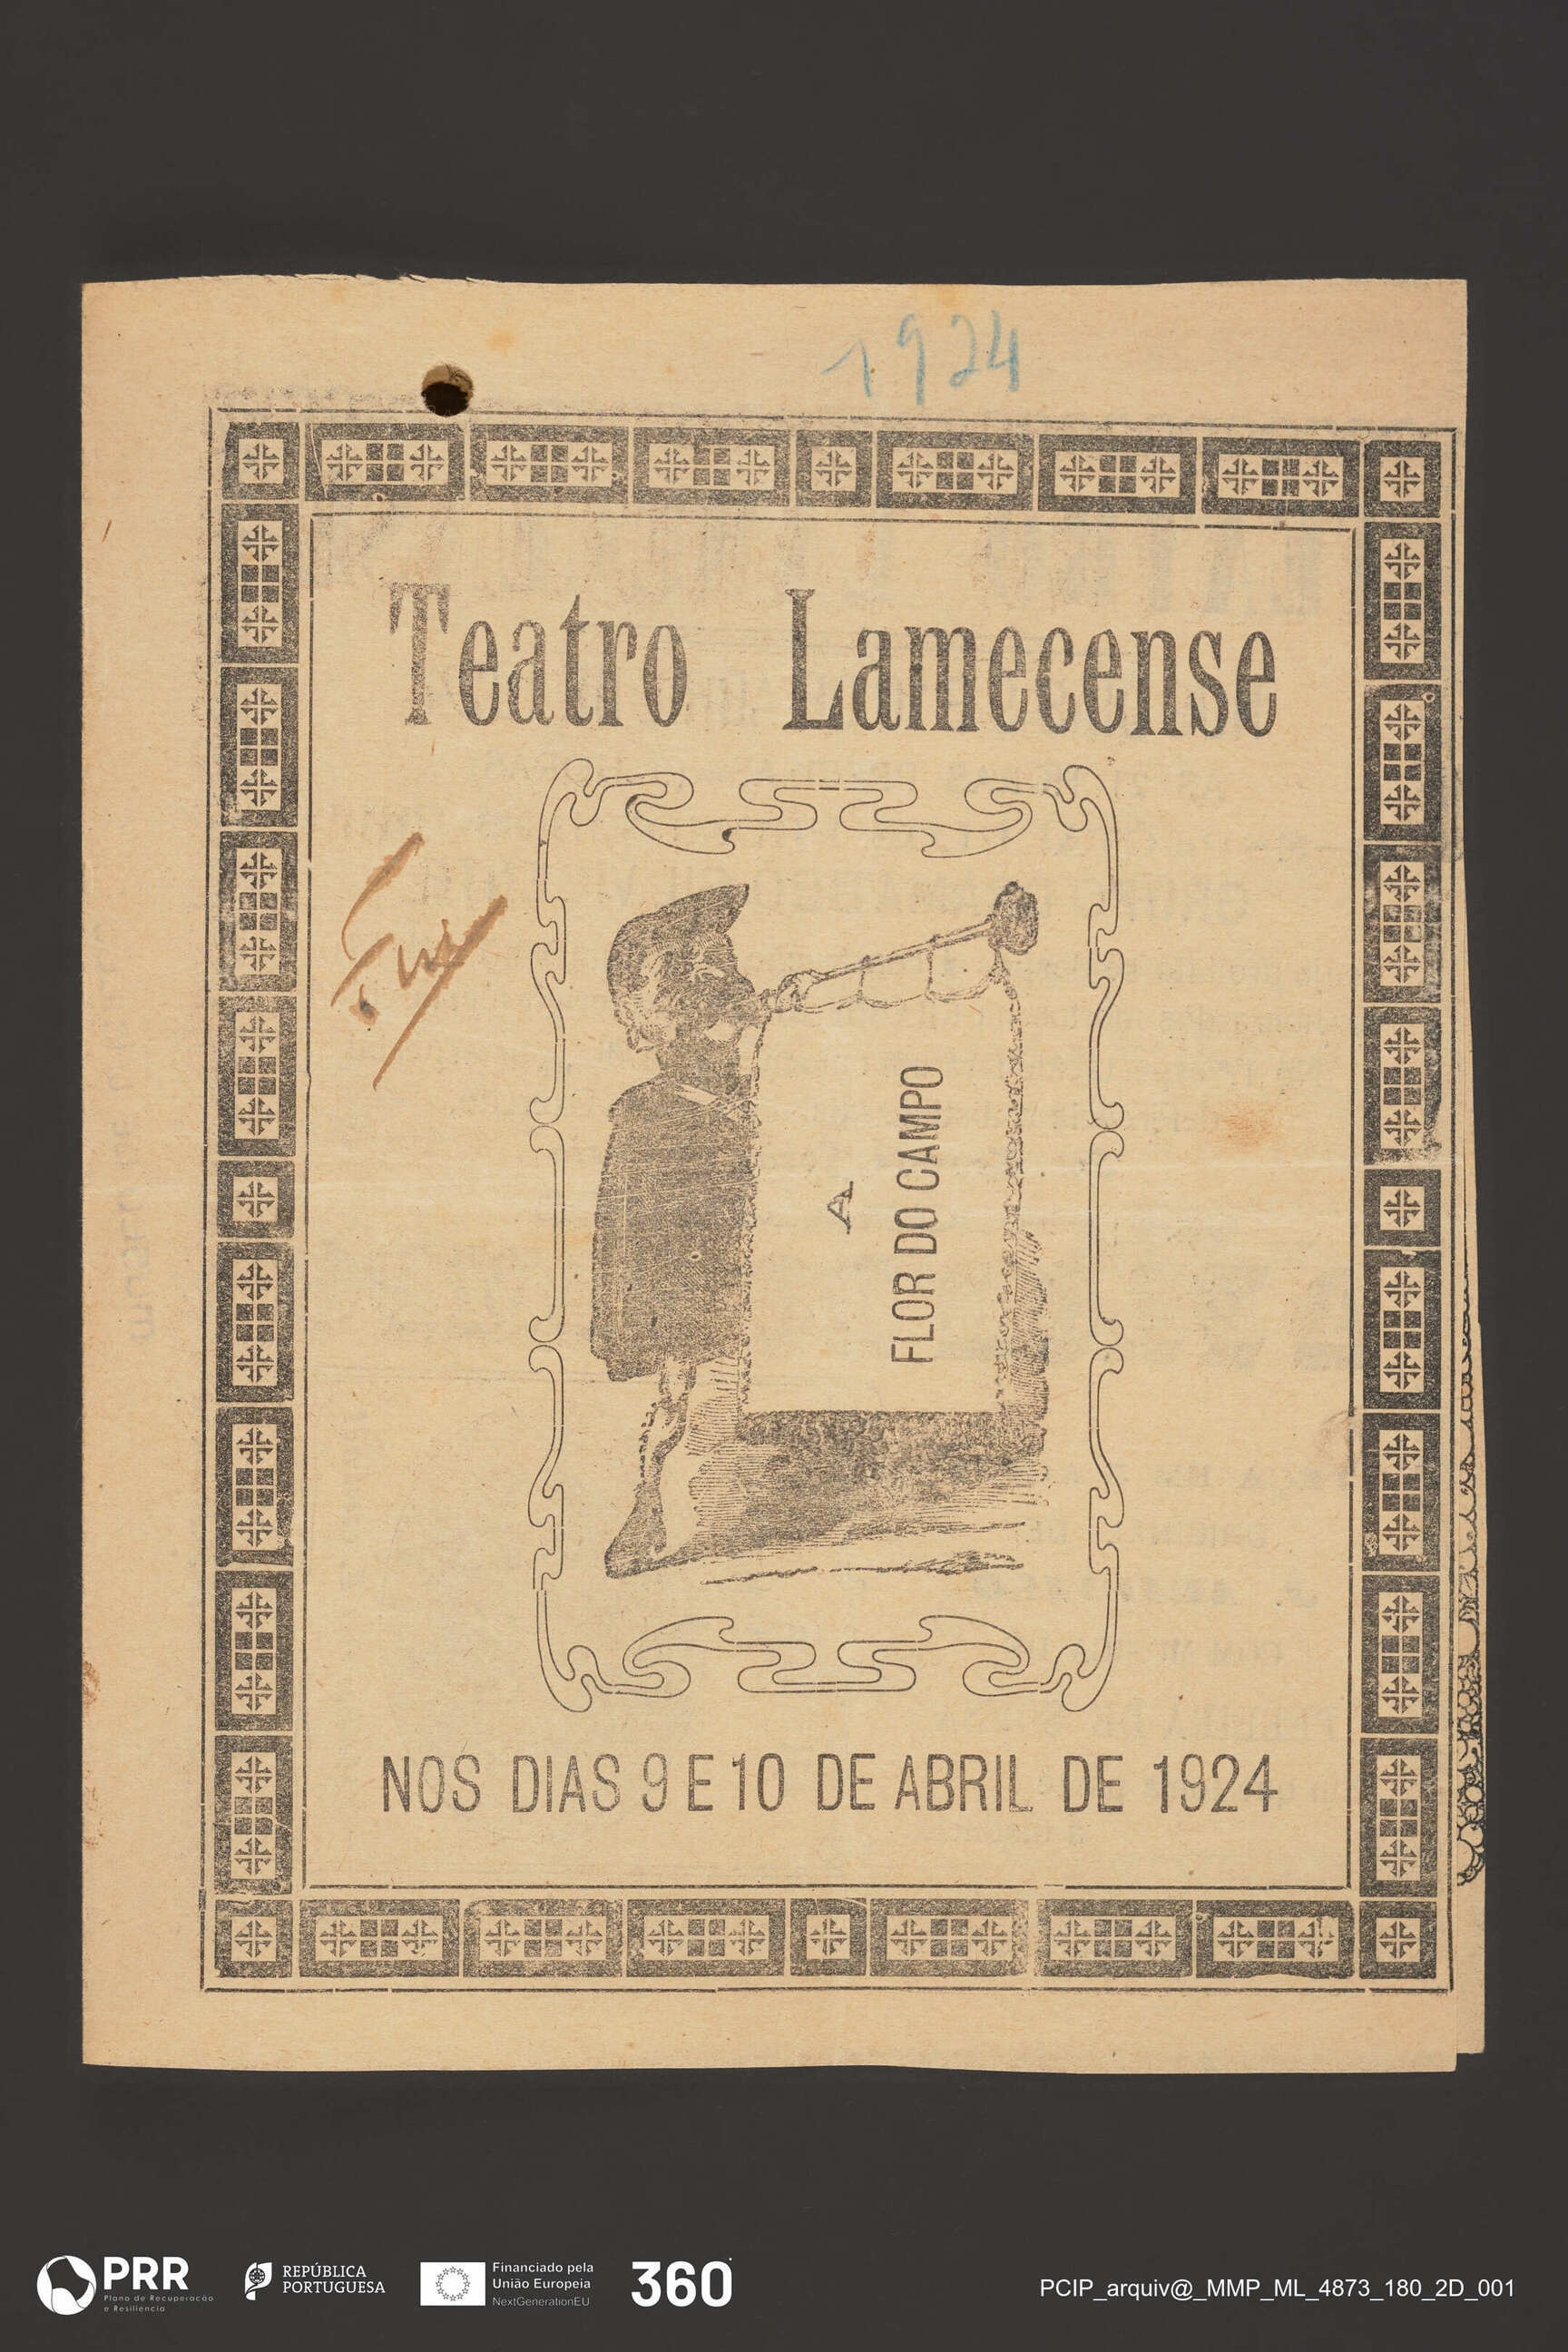 1924
Teatro Lamecense
A
FLOR DO CAMPO
NOS DIAS 9 E 10 DE ABRIL DE 1924
PRR
Plano de Recuperação
e Resiliência
REPÚBLICA
PORTUGUESA
Financiado pela
União Europeia
NextGenerationEU
360
PCIP_arquiv@_MMP_ML_4873_180_2D_001